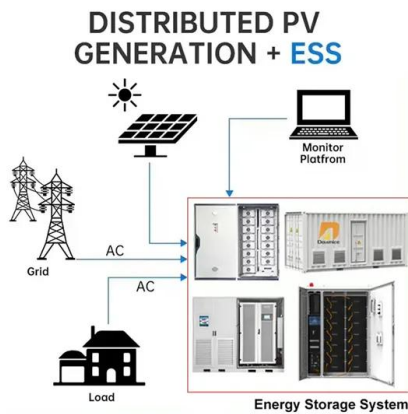 DISTRIBUTED PV
GENERATION + ESS
Monitor
Platfrom
Grid
AC
AC
Load
Energy Storage System